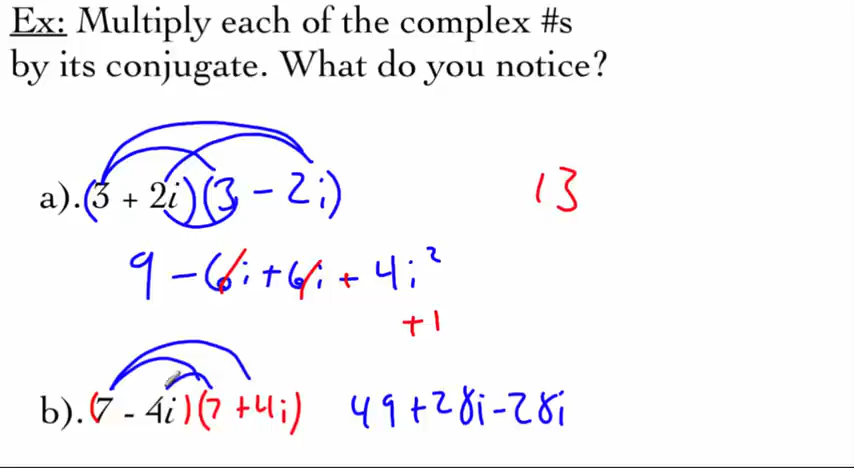 Ex: Multiply each of the complex #s
by its conjugate. What do you notice?
a). (3 + 2i)(3 - 2i) 13
9 - 6i + 6i + 4i²
+1
b). (7 - 4i)(7 + 4i) 49 + 28i - 28i